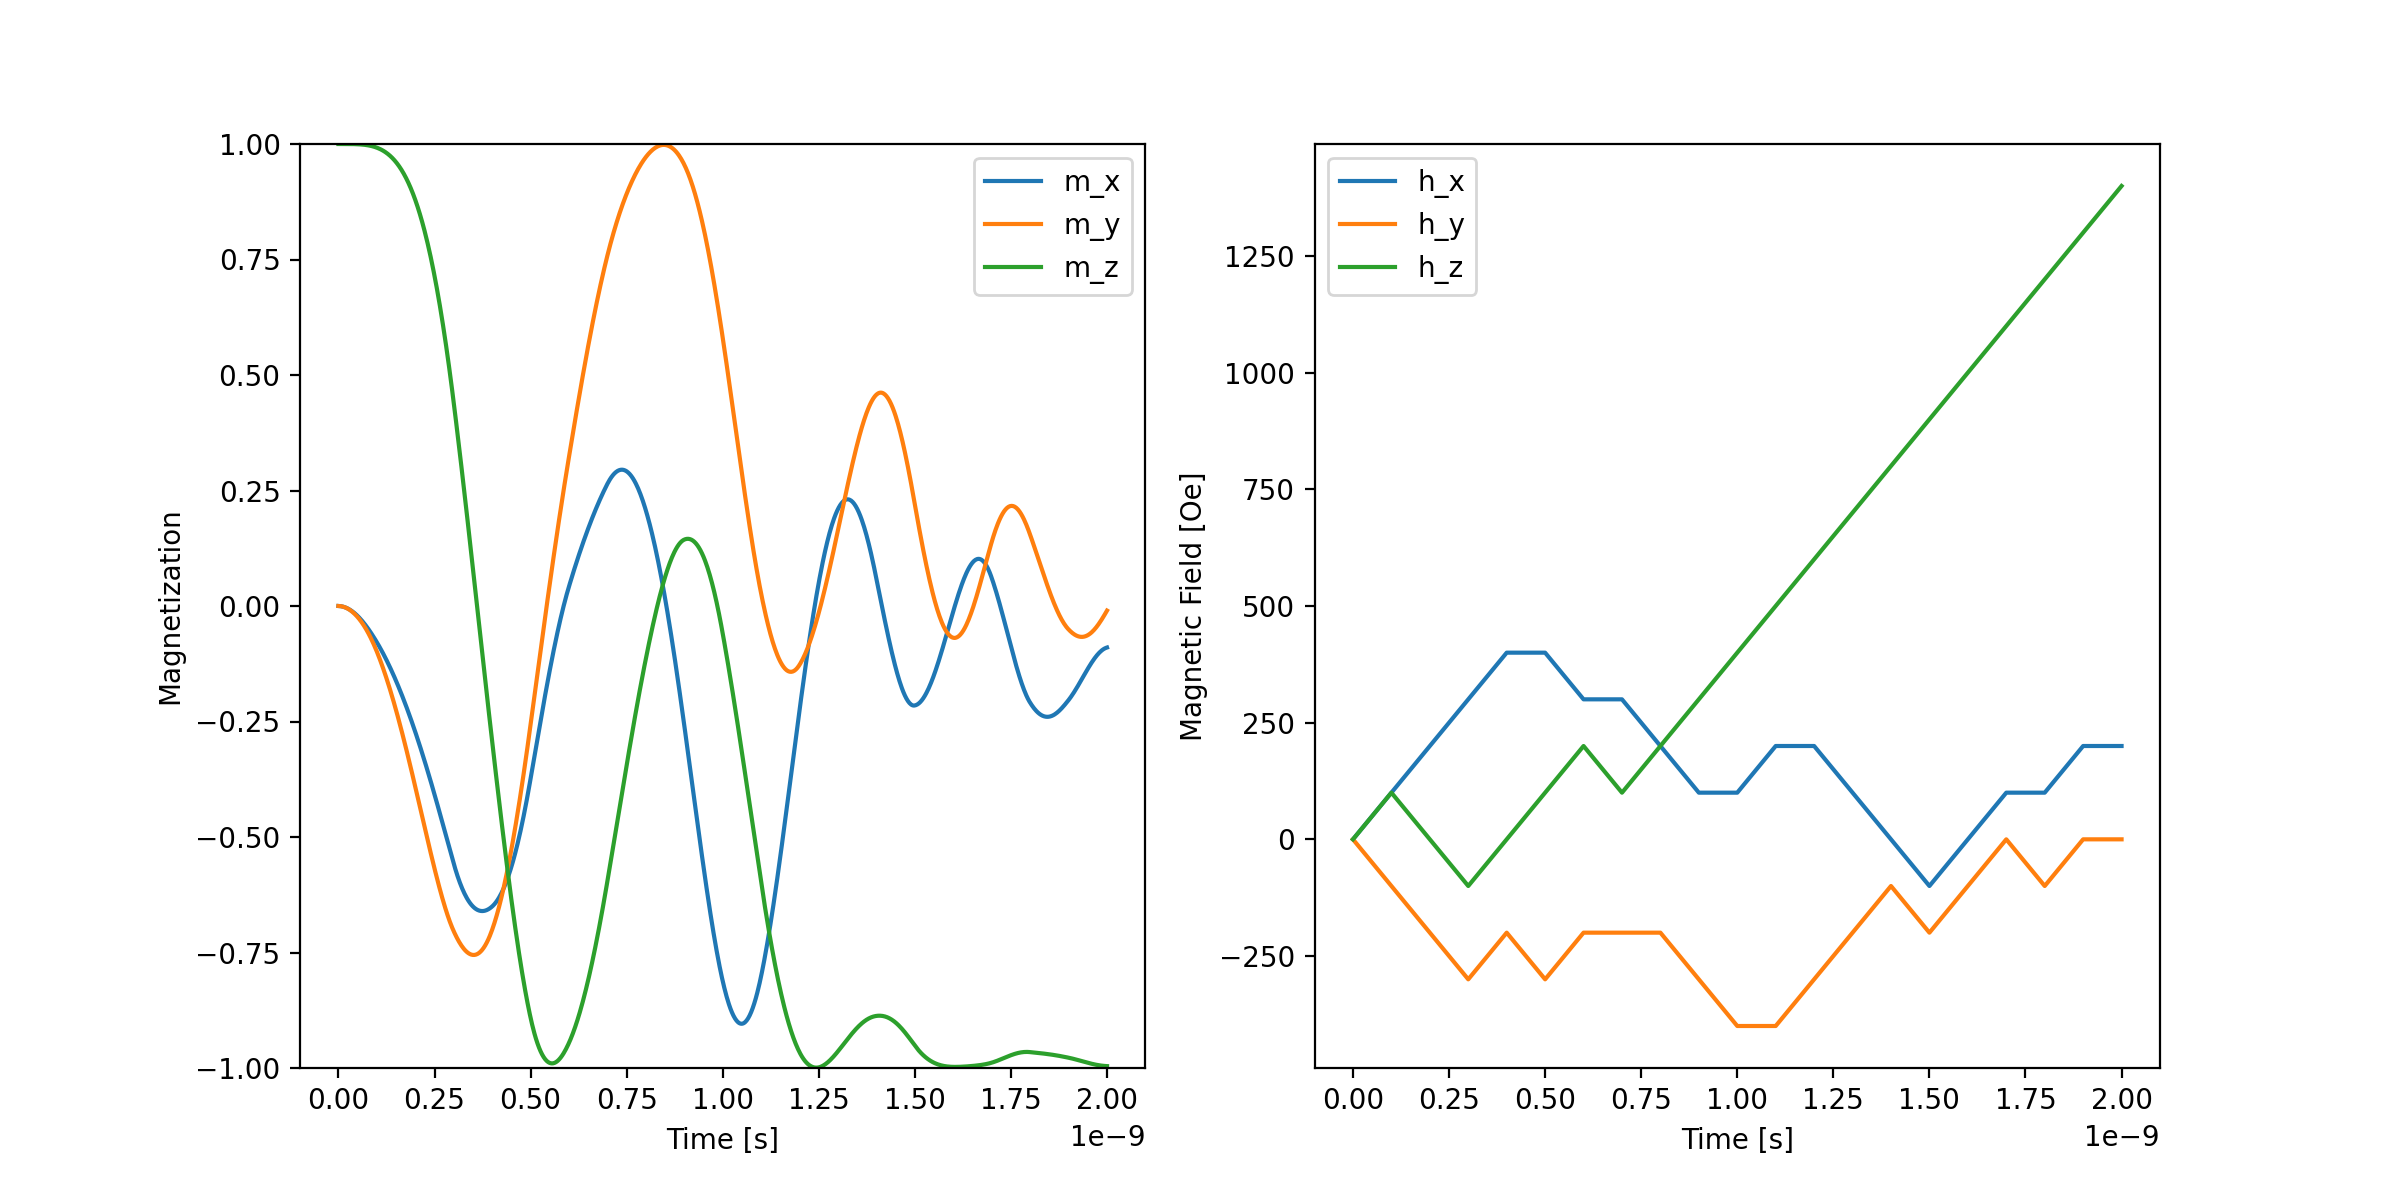 1.00
0.75
0.50
0.25
0.00
−0.25
−0.50
−0.75
−1.00
Magnetization
m_x
m_y
m_z
0.00 0.25 0.50 0.75 1.00 1.25 1.50 1.75 2.00
Time [s]
1e−9
1250
1000
750
500
250
0
−250
Magnetic Field [Oe]
h_x
h_y
h_z
0.00 0.25 0.50 0.75 1.00 1.25 1.50 1.75 2.00
Time [s]
1e−9